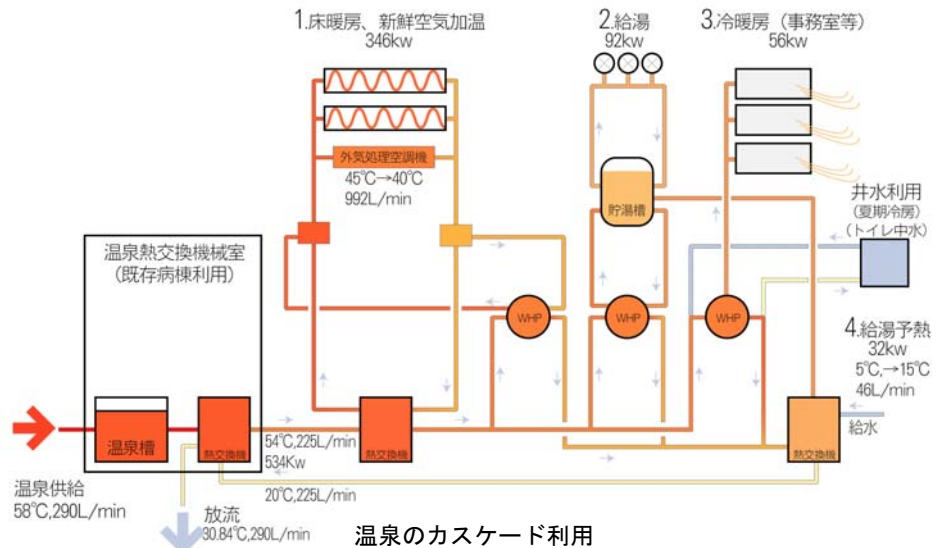 1.床暖房、新鮮空気加温
346kw
2.給湯
92kw
3.冷暖房（事務室等）
56kw
外気処理空調機
45℃→40℃
992L/min
貯湯槽
井水利用
(夏期冷房)
(トイレ中水)
温泉熱交換機械室
（既存病棟利用）
WHP
WHP
WHP
4.給湯予熱
32kw
5℃,→15℃
46L/min
給水
温泉槽
熱交換機
54℃,225L/min
534Kw
熱交換機
熱交換機
20℃,225L/min
温泉供給
58℃,290L/min
放流
30.84℃,290L/min
温泉のカスケード利用